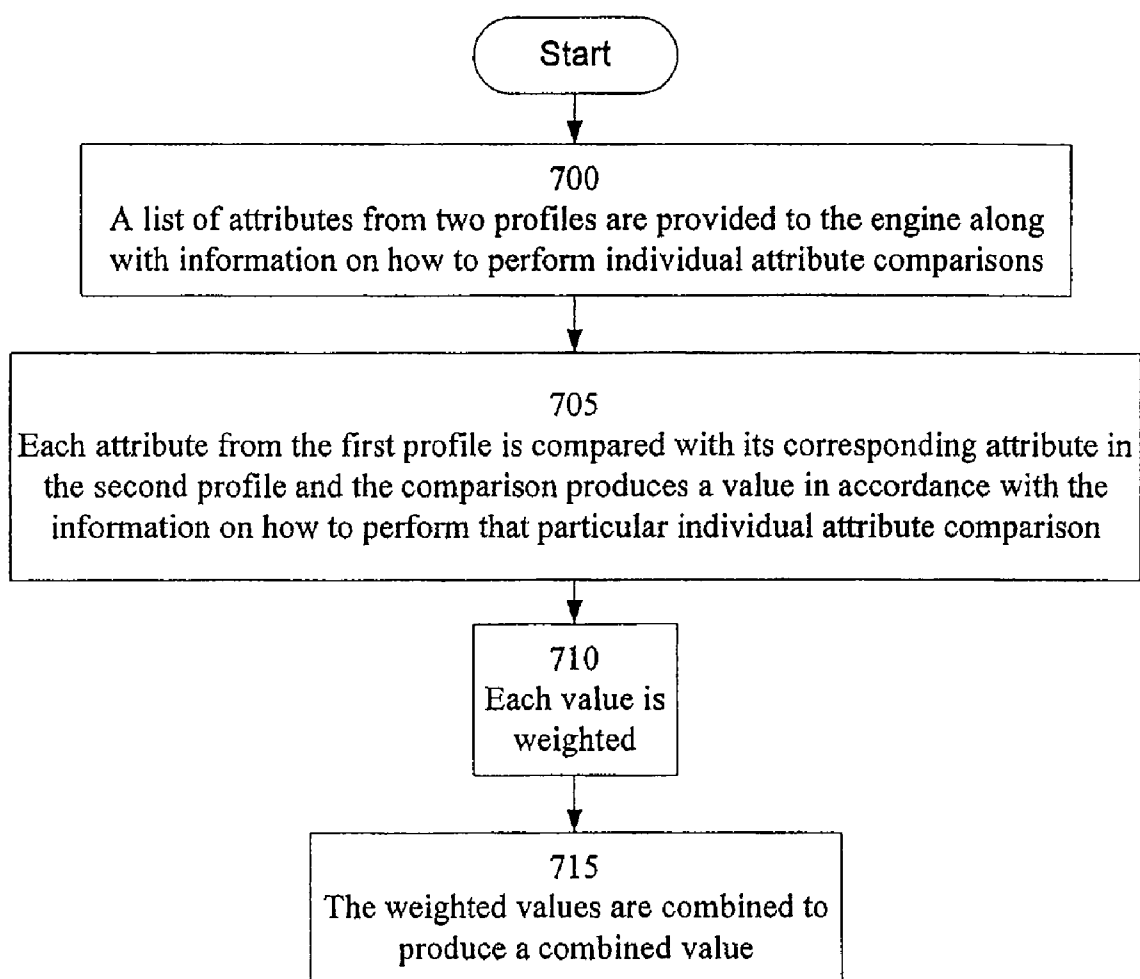 Start
700
A list of attributes from two profiles are provided to the engine along
with information on how to perform individual attribute comparisons
705
Each attribute from the first profile is compared with its corresponding attribute in
the second profile and the comparison produces a value in accordance with the
information on how to perform that particular individual attribute comparison
710
Each value is
weighted
715
The weighted values are combined to
produce a combined value